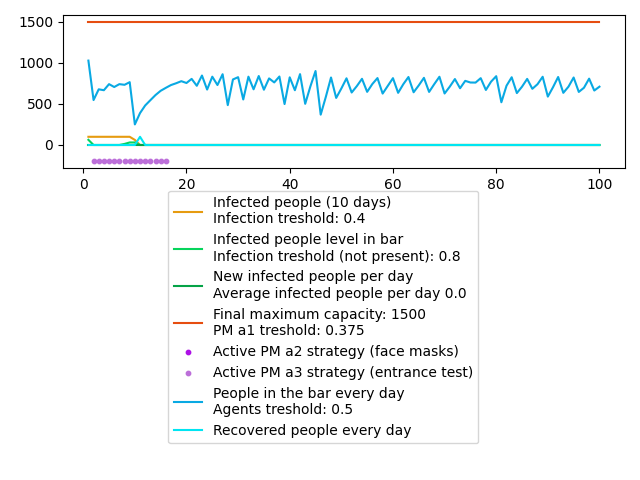 1500
1000
500
0
0
20
40
60
80
100
Infected people (10 days)
Infection treshold: 0.4
Infected people level in bar
Infection treshold (not present): 0.8
New infected people per day
Average infected people per day 0.0
Final maximum capacity: 1500
PM a1 treshold: 0.375
Active PM a2 strategy (face masks)
Active PM a3 strategy (entrance test)
People in the bar every day
Agents treshold: 0.5
Recovered people every day